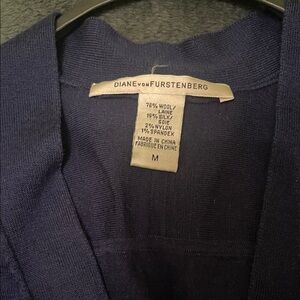 DIANE VON FURSTENBERG
78% WOOL/
LAINE
19% SILK/
SOIE
2% NYLON
1% SPANDEX
MADE IN CHINA
FABRIQUÉ EN CHINE
M